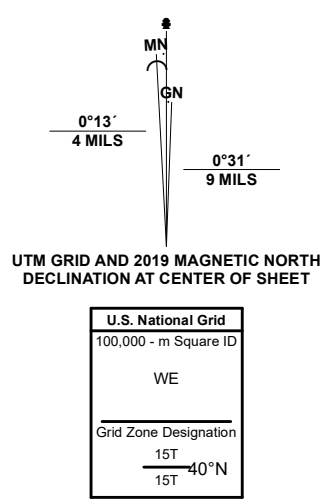 MN
GN
0°13´
4 MILS
0°31´
9 MILS
UTM GRID AND 2019 MAGNETIC NORTH
DECLINATION AT CENTER OF SHEET
U.S. National Grid
100,000 - m Square ID
WE
Grid Zone Designation
15T
40°N
15T